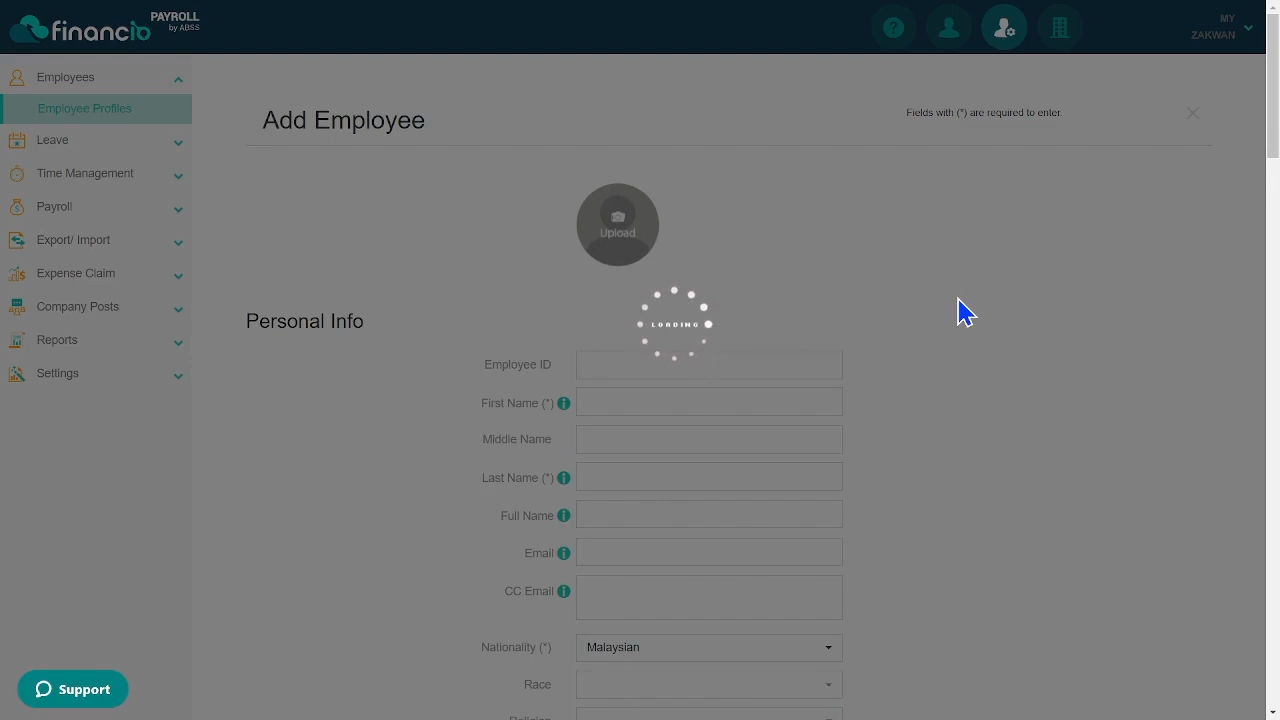 financio PAYROLL
by ABSS
MY
ZAKWAN
Employees
Employee Profiles
Leave
Time Management
Payroll
Export/ Import
Expense Claim
Company Posts
Reports
Settings
Support
Add Employee
Fields with (*) are required to enter.
Upload
LOADING
Personal Info
Employee ID
First Name (*)
Middle Name
Last Name (*)
Full Name
Email
CC Email
Nationality (*) Malaysian
Race